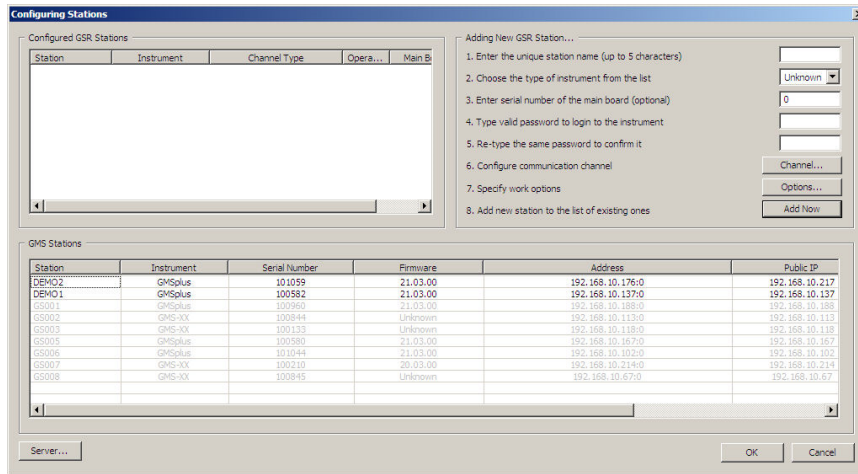 Configuring Stations
Configured GSR Stations
Station Instrument Channel Type Opera... Main B
Adding New GSR Station...
1. Enter the unique station name (up to 5 characters)
2. Choose the type of instrument from the list Unknown
3. Enter serial number of the main board (optional) 0
4. Type valid password to login to the instrument
5. Re-type the same password to confirm it
6. Configure communication channel Channel...
7. Specify work options Options...
8. Add new station to the list of existing ones Add Now
GMS Stations
Station Instrument Serial Number Firmware Address Public IP
DEMO2 GMSplus 101059 21.03.00 192.168.10.176:0 192.168.10.217
DEMO1 GMSplus 100582 21.03.00 192.168.10.137:0 192.168.10.137
GS001 GMSplus 100960 21.03.00 192.168.10.188:0 192.168.10.188
GS002 GMS-XX 100844 Unknown 192.168.10.113:0 192.168.10.113
GS003 GMS-XX 100133 Unknown 192.168.10.118:0 192.168.10.118
GS005 GMSplus 100580 21.03.00 192.168.10.167:0 192.168.10.167
GS006 GMSplus 101044 21.03.00 192.168.10.102:0 192.168.10.102
GS007 GMS-XX 100210 20.03.00 192.168.10.214:0 192.168.10.214
GS008 GMS-XX 100845 Unknown 192.168.10.67:0 192.168.10.67
Server... OK Cancel